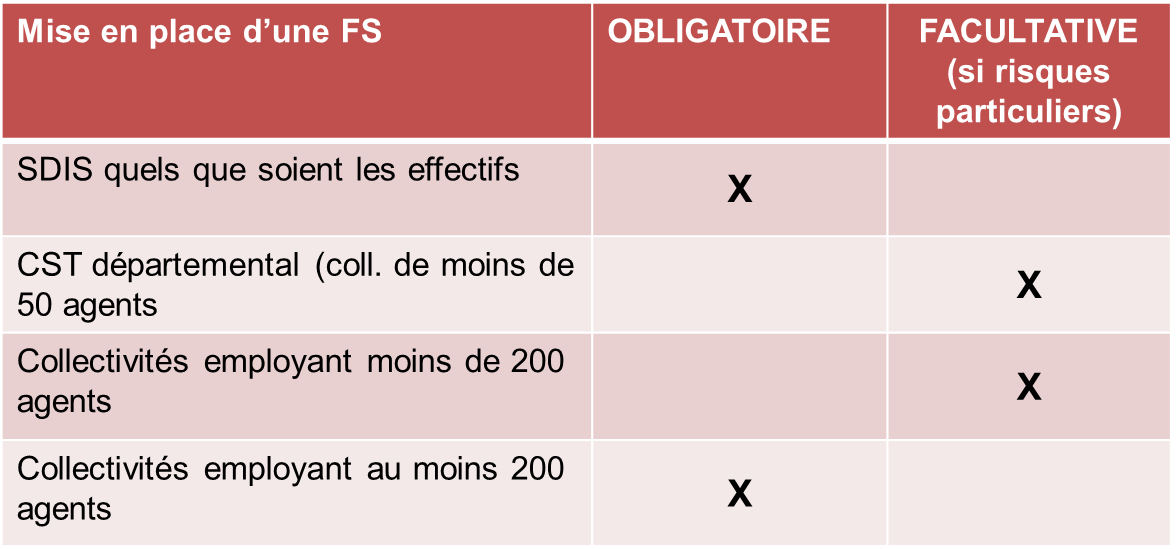 Mise en place d’une FS
OBLIGATOIRE
FACULTATIVE
(si risques
particuliers)
SDIS quels que soient les effectifs
X
CST départemental (coll. de moins de
50 agents
X
Collectivités employant moins de 200
agents
X
Collectivités employant au moins 200
agents
X